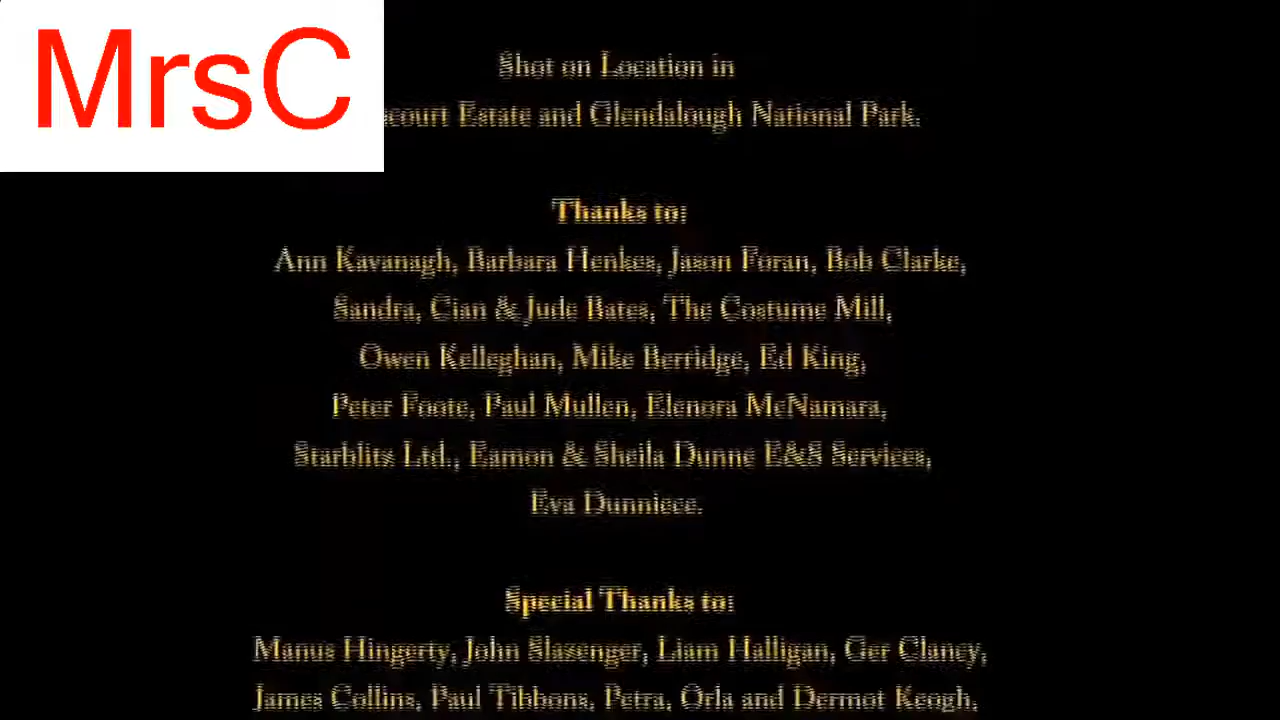 MrsC
Shot on Location in
court Estate and Glendalough National Park.
Thanks to:
Ann Kavanagh, Barbara Henkes, Jason Foran, Bob Clarke,
Sandra, Cian & Jude Bates, The Costume Mill,
Owen Kelleghan, Mike Berridge, Ed King,
Peter Foote, Paul Mullen, Elenora McNamara,
Starblitz Ltd., Eamon & Sheila Dunne E&S Services,
Eva Dunniece.
Special Thanks to:
Manus Hingerty, John Slazenger, Liam Halligan, Ger Clancy,
James Collins, Paul Tibbons, Petra, Orla and Dermot Keogh,